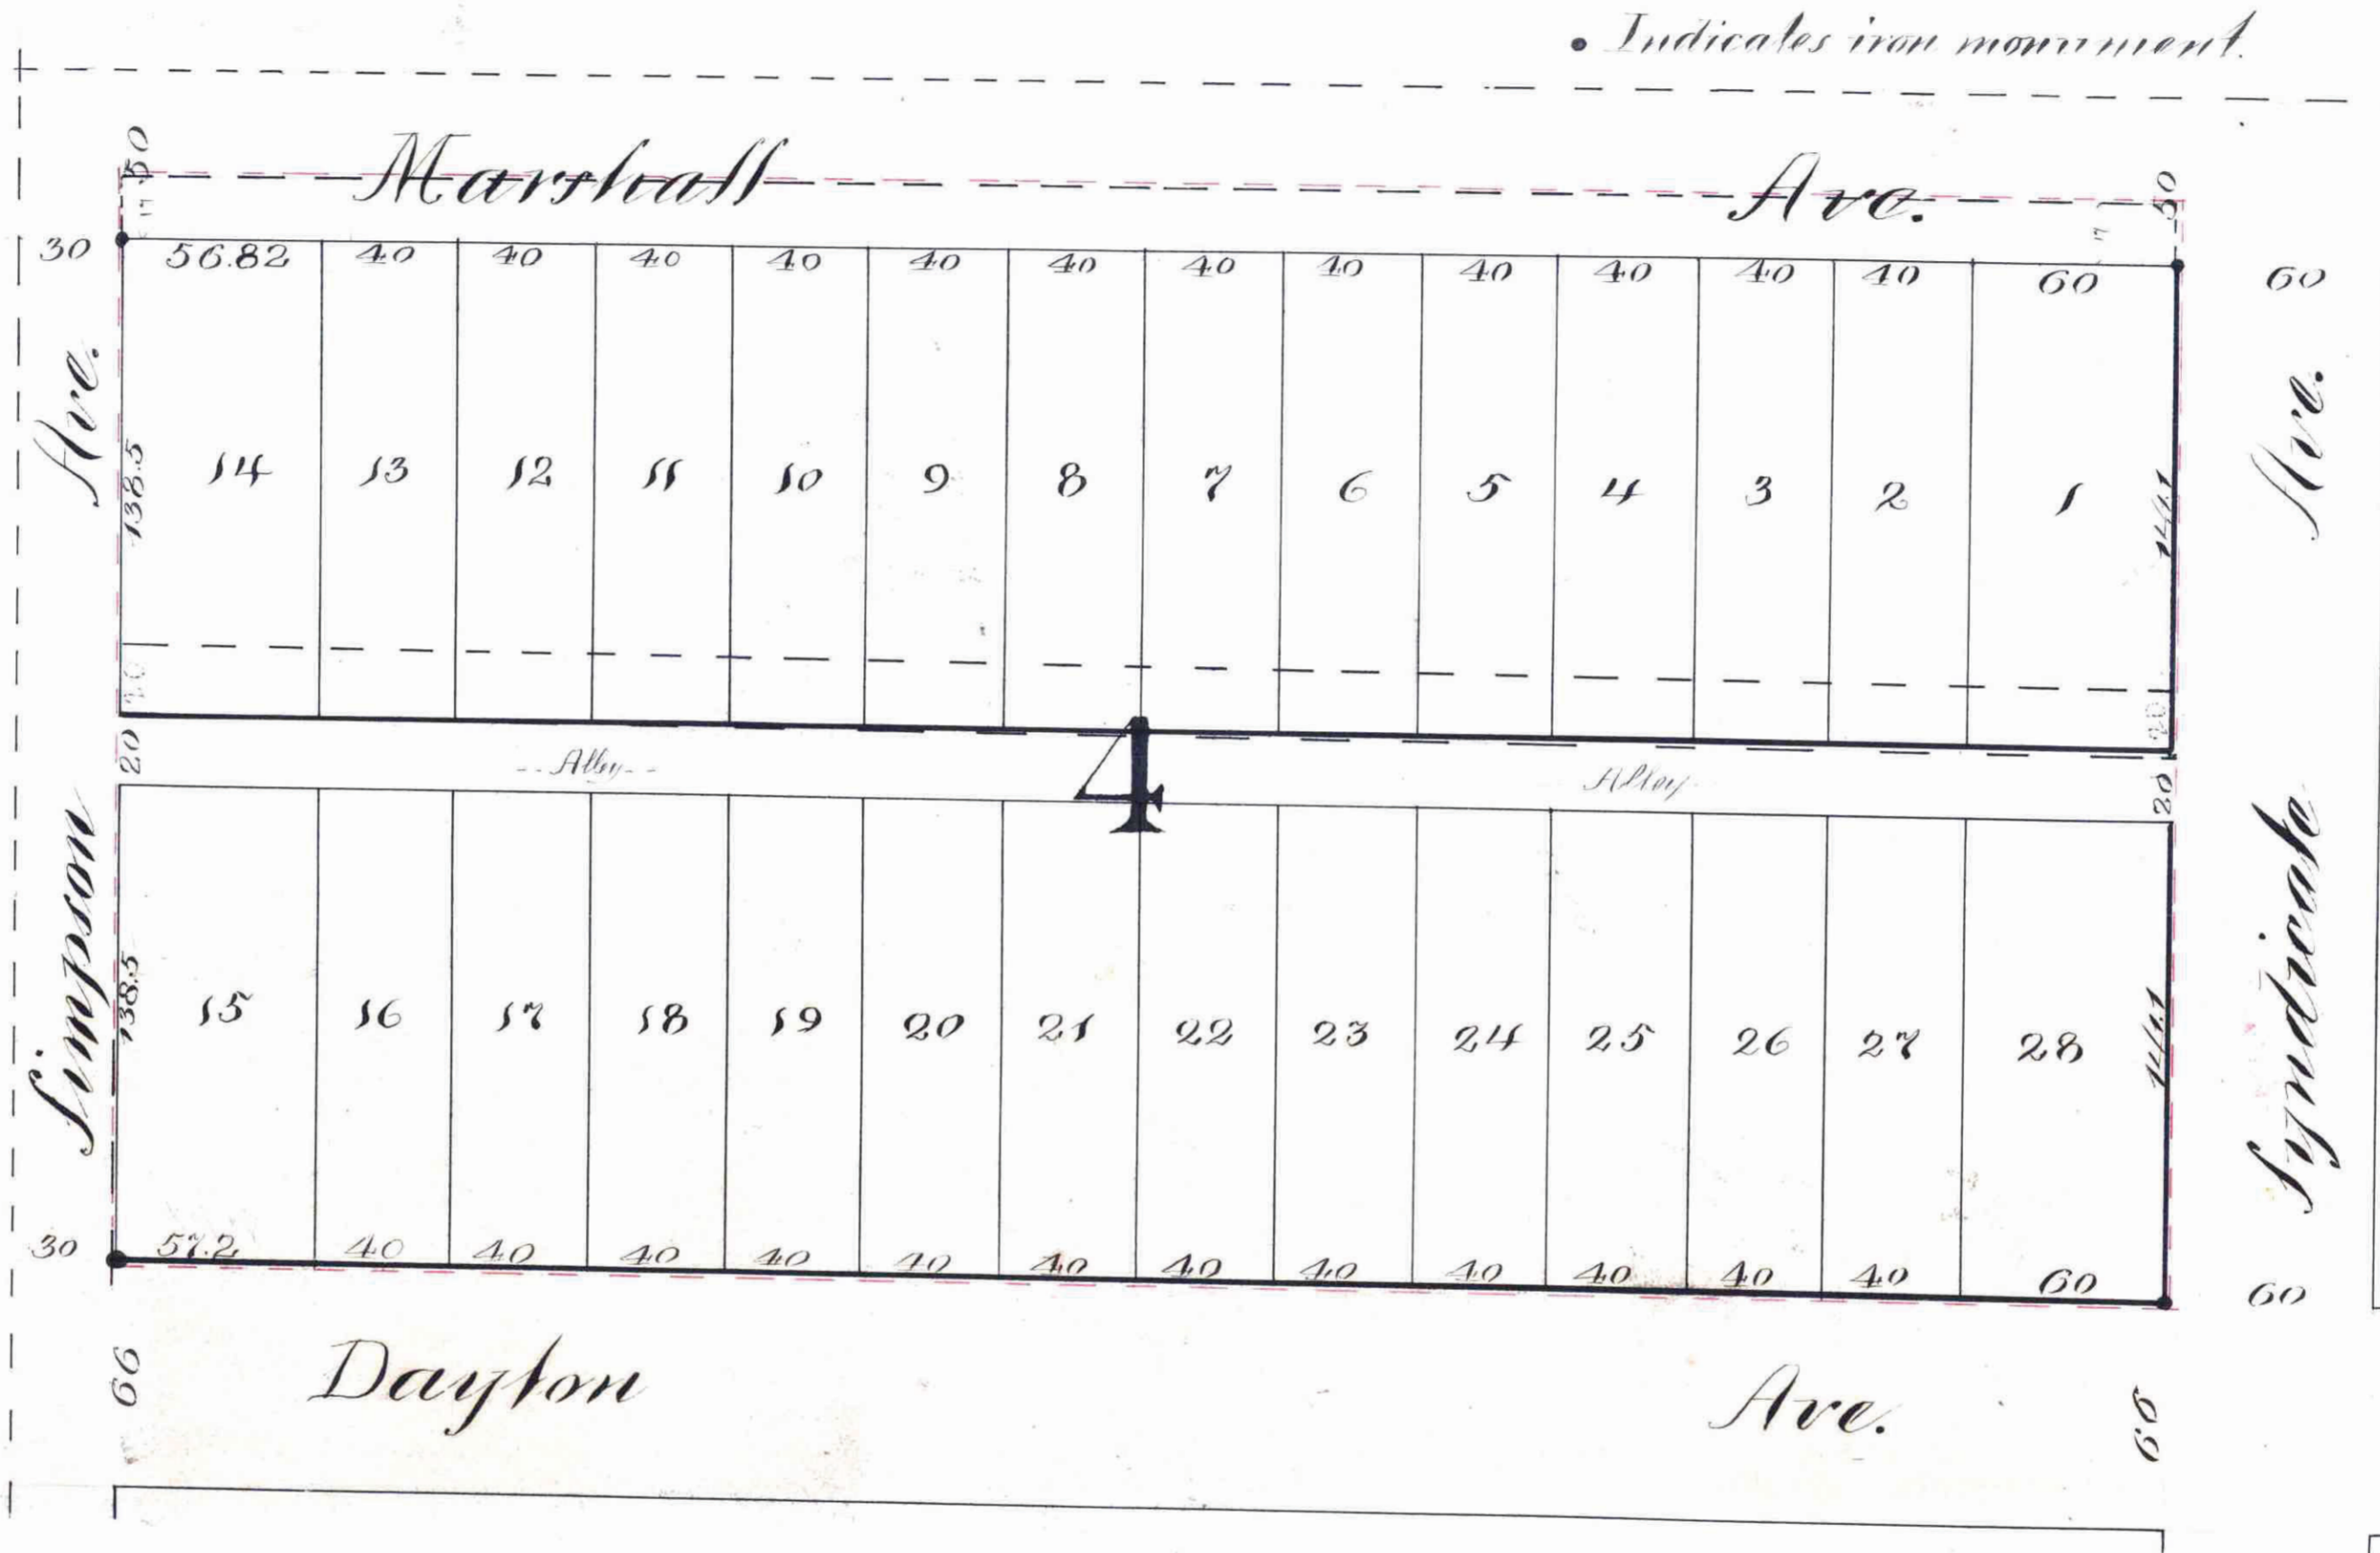 • Indicates iron monument.
50
50
Marshall Ave.
17
17
30 56.82 40 40 40 40 40 40 40 40 40 40 40 40 60 60
Ave.
Ave.
138.5
141.1
14 13 12 11 10 9 8 7 6 5 4 3 2 1
20
20
20
20
-- Alley -- 4 Alley
Simpson
Syndicate
138.5
141.1
15 16 17 18 19 20 21 22 23 24 25 26 27 28
30 57.2 40 40 40 40 40 40 40 40 40 40 40 40 60 60
66
66
Dayton Ave.